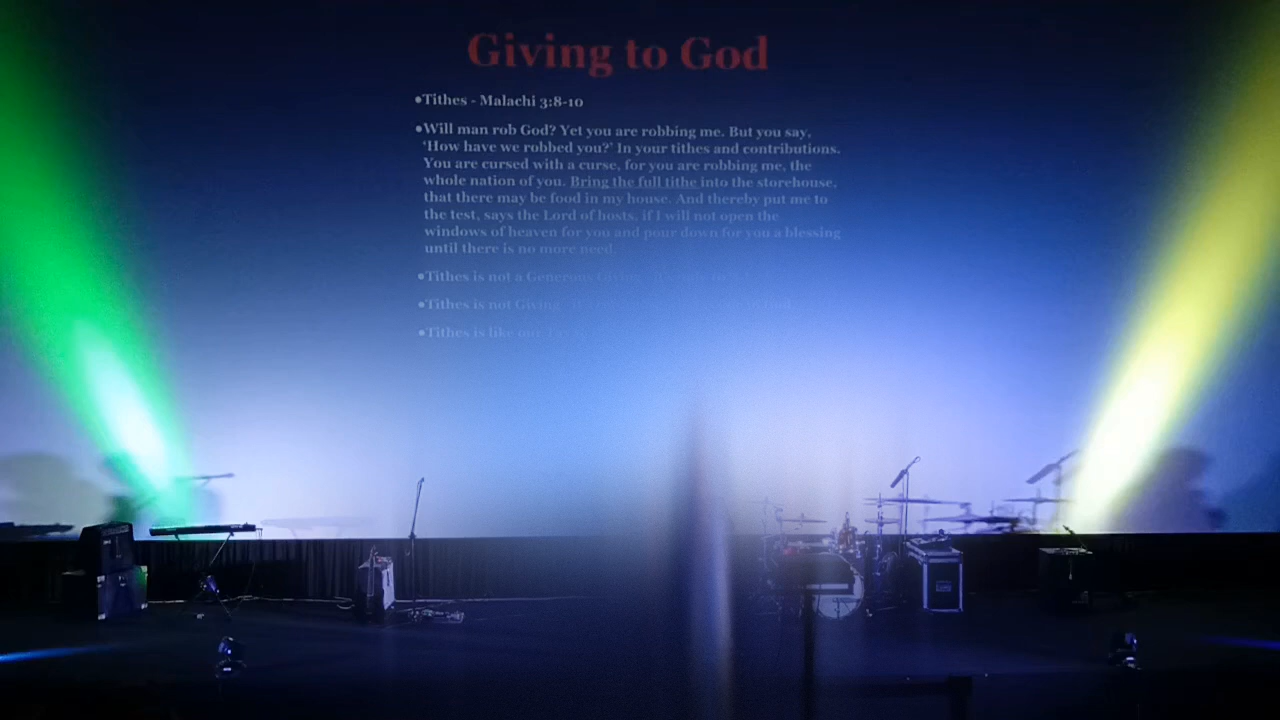 Giving to God
•Tithes - Malachi 3:8-10
•Will man rob God? Yet you are robbing me. But you say,
‘How have we robbed you?’ In your tithes and contributions.
You are cursed with a curse, for you are robbing me, the
whole nation of you. Bring the full tithe into the storehouse,
that there may be food in my house. And thereby put me to
the test, says the Lord of hosts, if I will not open the
windows of heaven for you and pour down for you a blessing
until there is no more need.
•Tithes is not a Generous Giving
•Tithes is not Giving
•Tithes is like our